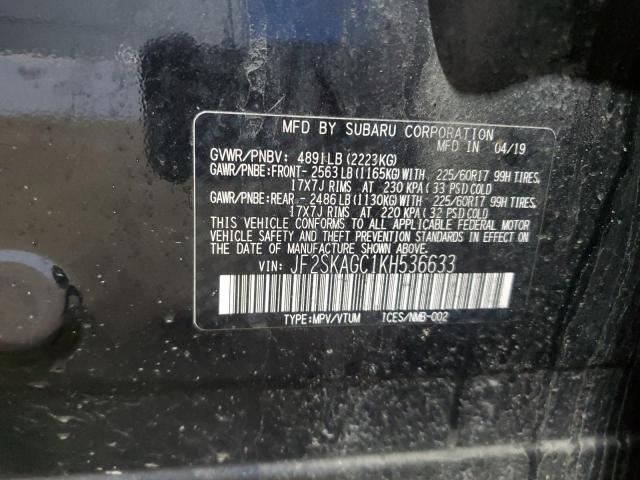 MFD BY SUBARU CORPORATION
MFD IN 04/19
GVWR/PNBV: 4891LB (2223KG)
GAWR/PNBE:FRONT- 2563LB(1165KG)WITH 225/60R17 99H TIRES,
17X7J RIMS AT 230 KPA(33 PSI)COLD
GAWR/PNBE:REAR -2486LB(1130KG)WITH 225/60R17 99H TIRES,
17X7J RIMS AT 220 KPA(32 PSI)COLD
THIS VEHICLE CONFORMS TO ALL APPLICABLE FEDERAL MOTOR
VEHICLE SAFETY AND THEFT PREVENTION STANDARDS IN EFFECT ON
THE DATE OF MANUFACTURE SHOWN ABOVE.
VIN: JF2SKAGC1KH536633
TYPE:MPV/VTUM ICES/NMB-002